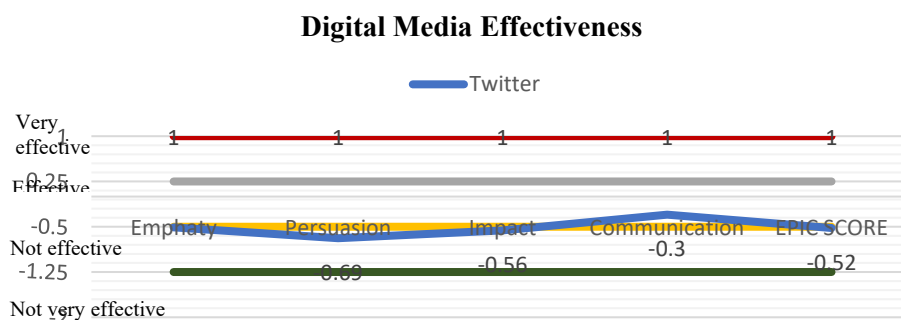 Digital Media Effectiveness
Twitter
Very
effective
1
1 1 1 1 1
0.25
Effective
-0.5
Emphaty Persuasion Impact Communication EPIC SCORE
Not effective
-0.56 -0.3 -0.52
-1.25
Not very effective